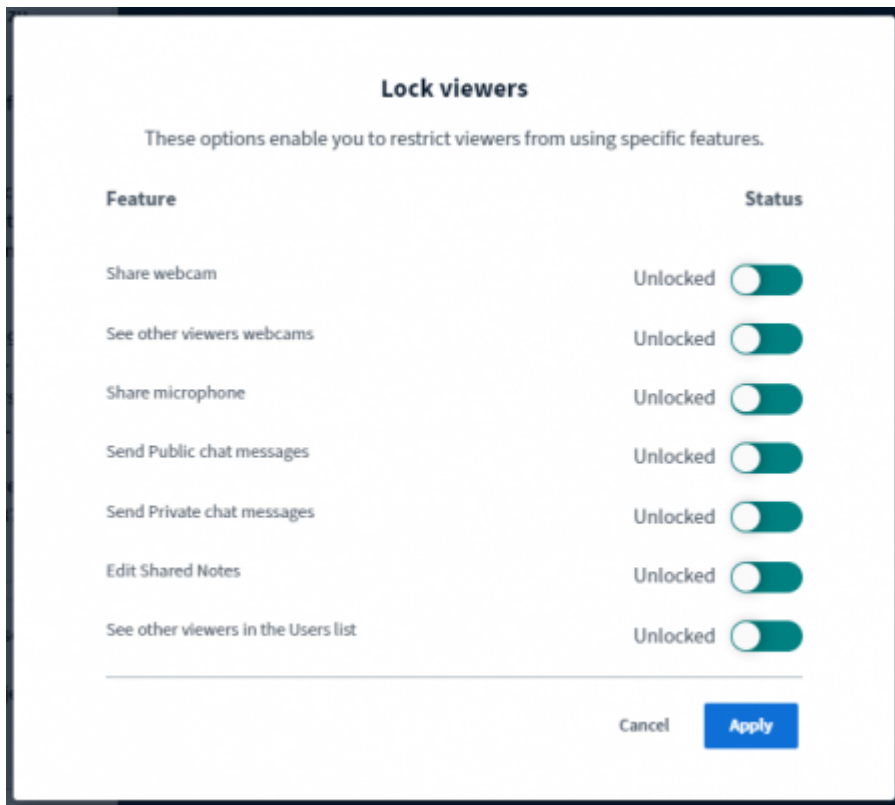 Lock viewers
These options enable you to restrict viewers from using specific features.
Feature Status
Share webcam Unlocked
See other viewers webcams Unlocked
Share microphone Unlocked
Send Public chat messages Unlocked
Send Private chat messages Unlocked
Edit Shared Notes Unlocked
See other viewers in the Users list Unlocked
Cancel Apply